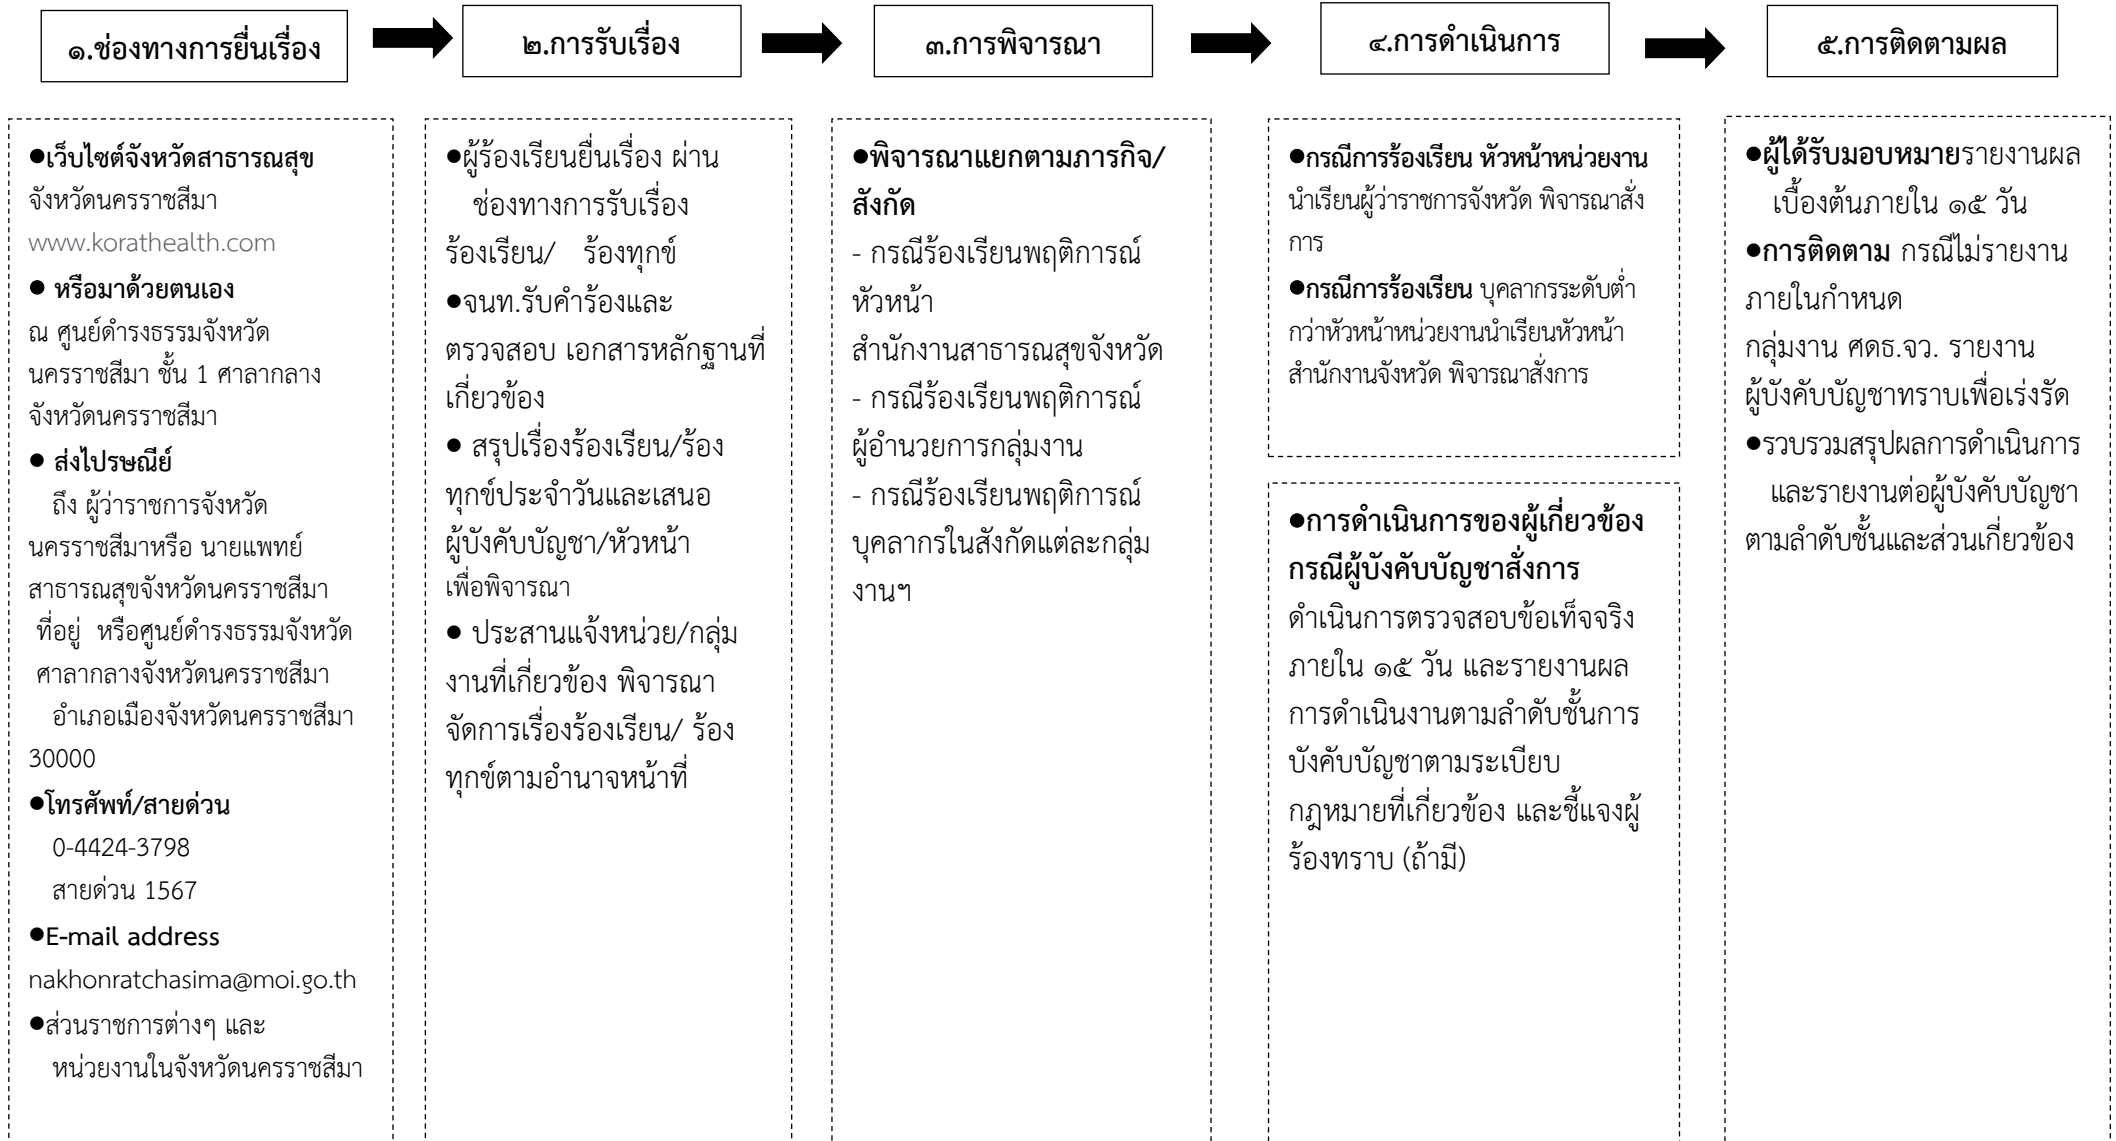 ๑.ช่องทางการยื่นเรื่อง
๒.การรับเรื่อง
๓.การพิจารณา
๔.การดำเนินการ
๕.การติดตามผล
●เว็บไซต์จังหวัดสาธารณสุข
จังหวัดนครราชสีมา
www.korathealth.com
● หรือมาด้วยตนเอง
ณ ศูนย์ดำรงธรรมจังหวัด
นครราชสีมา ชั้น 1 ศาลากลาง
จังหวัดนครราชสีมา
● ส่งไปรษณีย์
ถึง ผู้ว่าราชการจังหวัด
นครราชสีมาหรือ นายแพทย์
สาธารณสุขจังหวัดนครราชสีมา
ที่อยู่ หรือศูนย์ดำรงธรรมจังหวัด
ศาลากลางจังหวัดนครราชสีมา
อำเภอเมืองจังหวัดนครราชสีมา
30000
●โทรศัพท์/สายด่วน
0-4424-3798
สายด่วน 1567
●E-mail address
nakhonratchasima@moi.go.th
●ส่วนราชการต่างๆ และ
หน่วยงานในจังหวัดนครราชสีมา
●ผู้ร้องเรียนยื่นเรื่อง ผ่าน
ช่องทางการรับเรื่อง
ร้องเรียน/ ร้องทุกข์
●จนท.รับคำร้องและ
ตรวจสอบ เอกสารหลักฐานที่
เกี่ยวข้อง
● สรุปเรื่องร้องเรียน/ร้อง
ทุกข์ประจำวันและเสนอ
ผู้บังคับบัญชา/หัวหน้า
เพื่อพิจารณา
● ประสานแจ้งหน่วย/กลุ่ม
งานที่เกี่ยวข้อง พิจารณา
จัดการเรื่องร้องเรียน/ ร้อง
ทุกข์ตามอำนาจหน้าที่
●พิจารณาแยกตามภารกิจ/
สังกัด
- กรณีร้องเรียนพฤติการณ์
หัวหน้า
สำนักงานสาธารณสุขจังหวัด
- กรณีร้องเรียนพฤติการณ์
ผู้อำนวยการกลุ่มงาน
- กรณีร้องเรียนพฤติการณ์
บุคลากรในสังกัดแต่ละกลุ่ม
งานฯ
●กรณีการร้องเรียน หัวหน้าหน่วยงาน
นำเรียนผู้ว่าราชการจังหวัด พิจารณาสั่ง
การ
●กรณีการร้องเรียน บุคลากรระดับต่ำ
กว่าหัวหน้าหน่วยงานนำเรียนหัวหน้า
สำนักงานจังหวัด พิจารณาสั่งการ
●การดำเนินการของผู้เกี่ยวข้อง
กรณีผู้บังคับบัญชาสั่งการ
ดำเนินการตรวจสอบข้อเท็จจริง
ภายใน ๑๕ วัน และรายงานผล
การดำเนินงานตามลำดับชั้นการ
บังคับบัญชาตามระเบียบ
กฎหมายที่เกี่ยวข้อง และชี้แจงผู้
ร้องทราบ (ถ้ามี)
●ผู้ได้รับมอบหมายรายงานผล
เบื้องต้นภายใน ๑๕ วัน
●การติดตาม กรณีไม่รายงาน
ภายในกำหนด
กลุ่มงาน ศดธ.จว. รายงาน
ผู้บังคับบัญชาทราบเพื่อเร่งรัด
●รวบรวมสรุปผลการดำเนินการ
และรายงานต่อผู้บังคับบัญชา
ตามลำดับชั้นและส่วนเกี่ยวข้อง